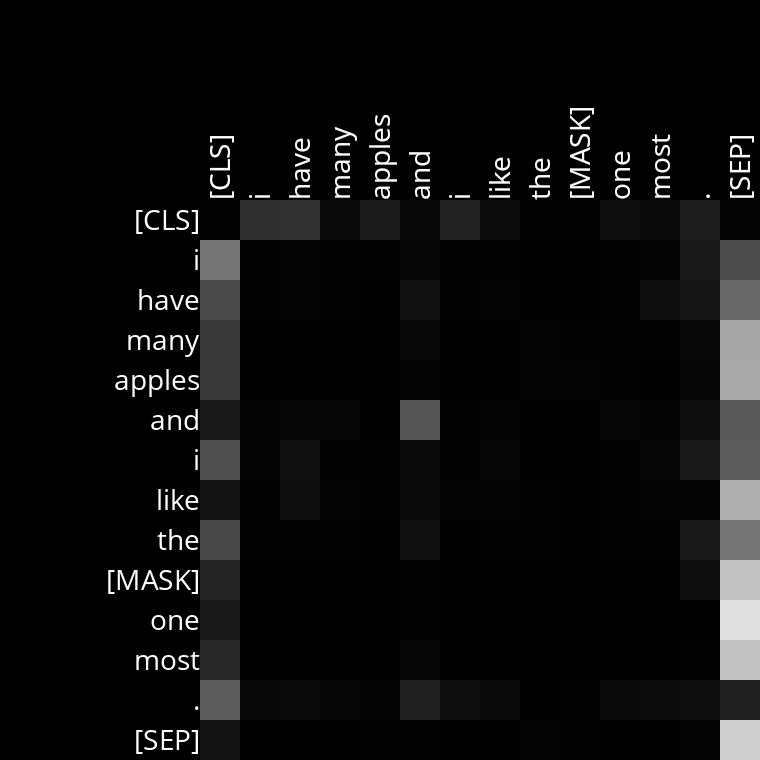 [CLS] i have many apples and i like the [MASK] one most . [SEP]
[CLS]
i
have
many
apples
and
i
like
the
[MASK]
one
most
.
[SEP]